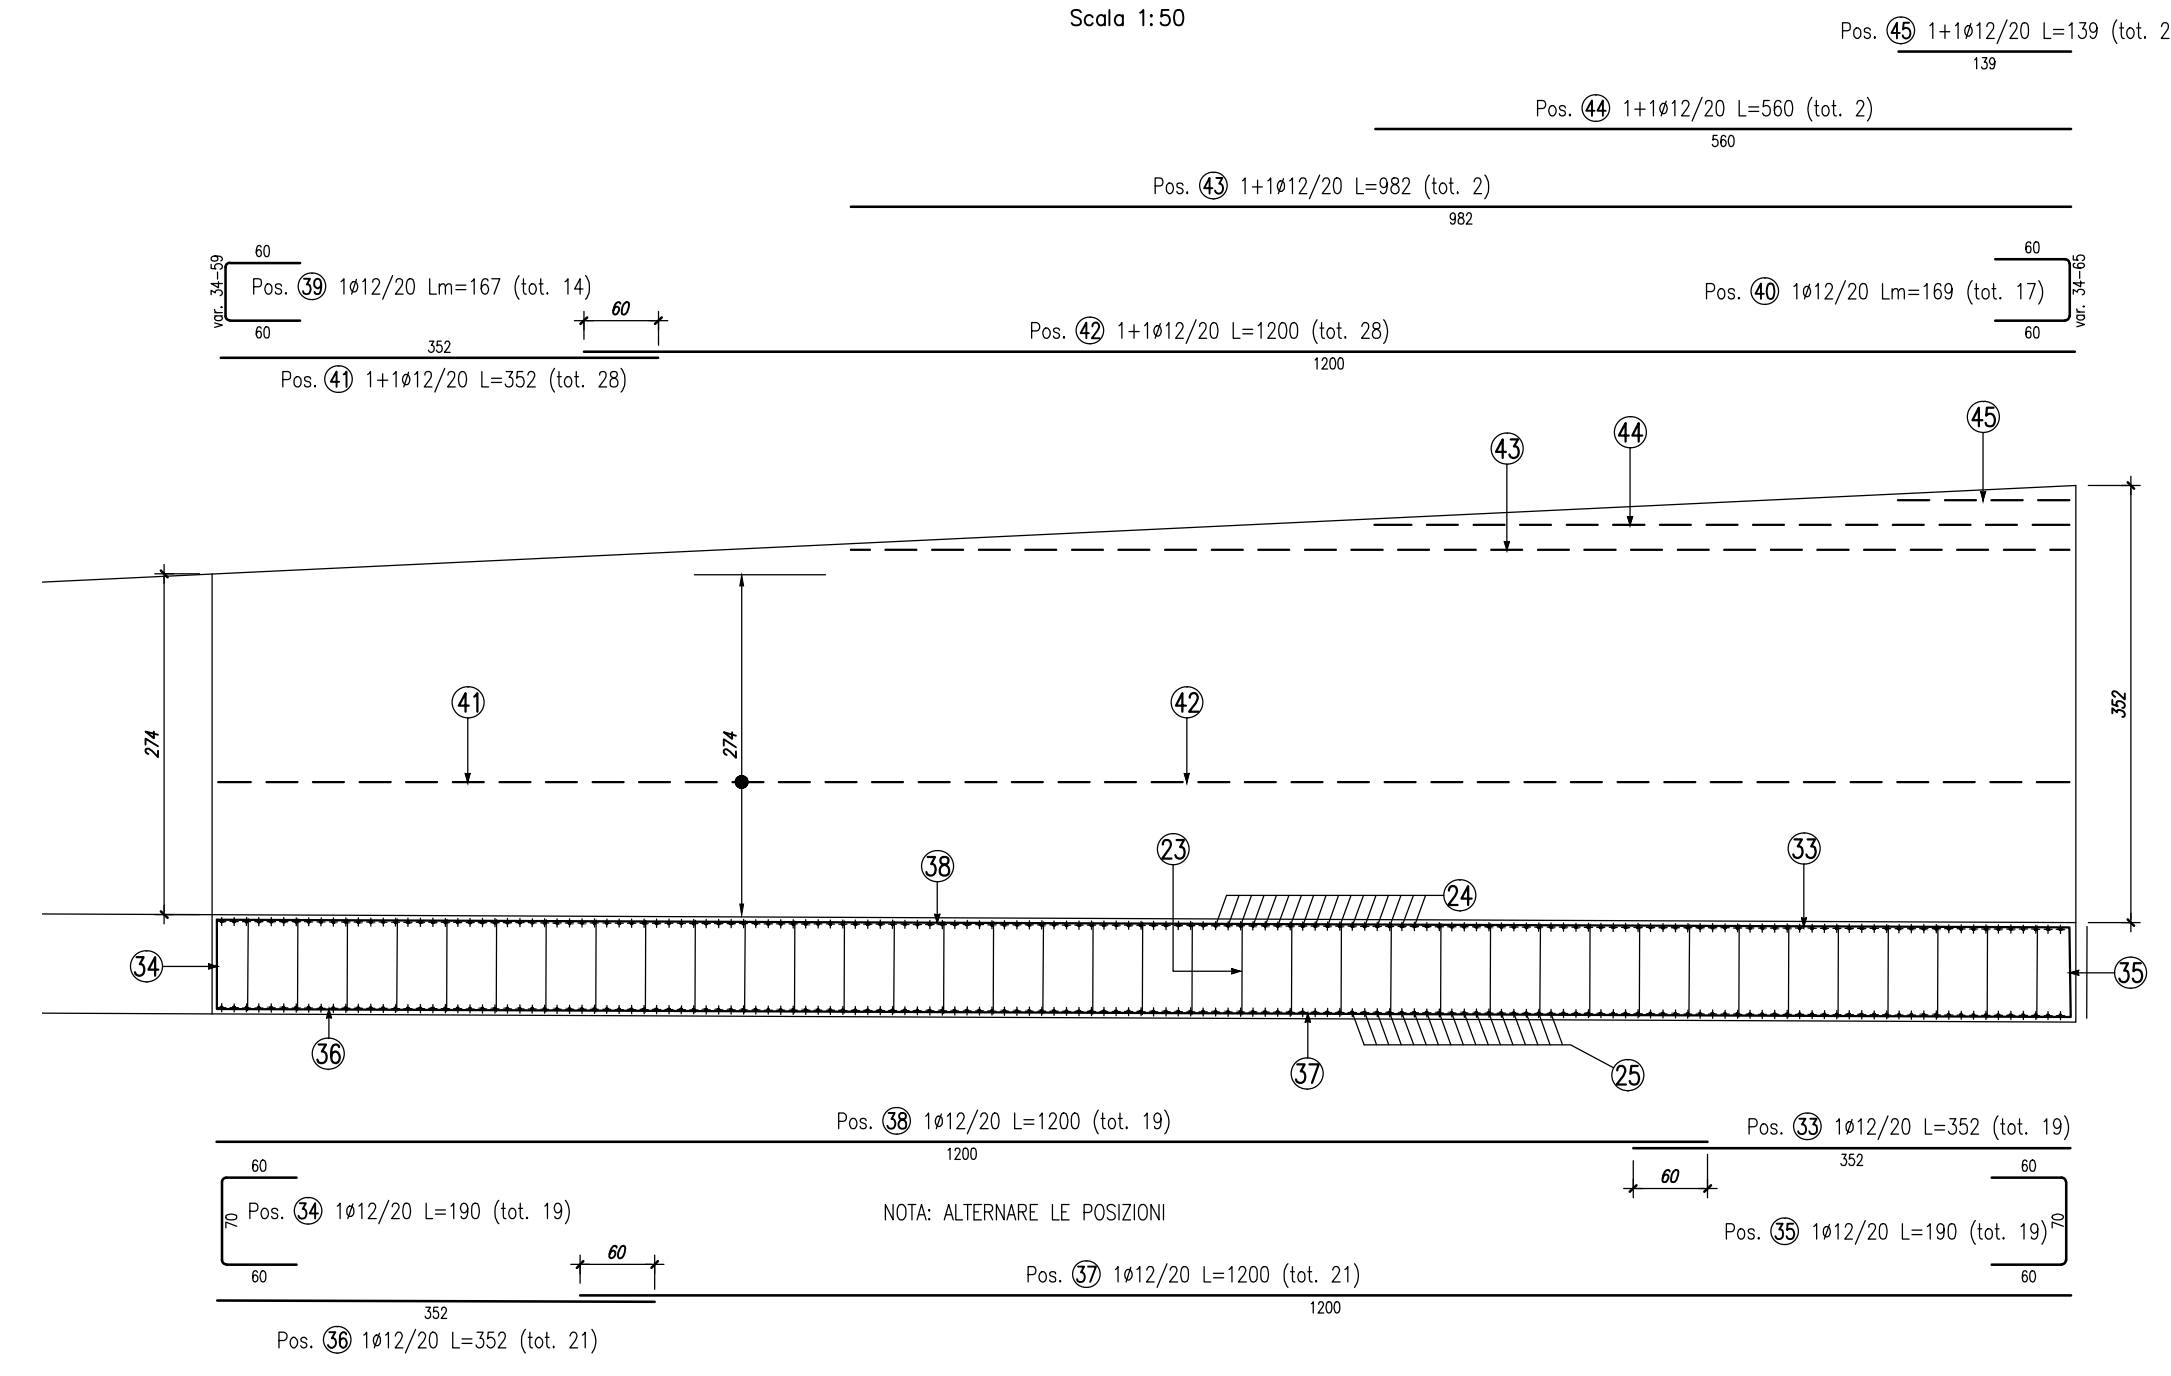 Scala 1:50
Pos. 45 1+1ø12/20 L=139 (tot. 2
139
Pos. 44 1+1ø12/20 L=560 (tot. 2)
560
Pos. 43 1+1ø12/20 L=982 (tot. 2)
982
60
var. 34-59
Pos. 39 1ø12/20 Lm=167 (tot. 14)
60
60
Pos. 40 1ø12/20 Lm=169 (tot. 17)
var. 34-65
60
60
Pos. 42 1+1ø12/20 L=1200 (tot. 28)
1200
352
Pos. 41 1+1ø12/20 L=352 (tot. 28)
45
44
43
41
42
274
274
352
38
23
33
24
34
35
36
37
25
Pos. 38 1ø12/20 L=1200 (tot. 19)
1200
Pos. 33 1ø12/20 L=352 (tot. 19)
352
60
60
70
Pos. 34 1ø12/20 L=190 (tot. 19)
60
NOTA: ALTERNARE LE POSIZIONI
60
Pos. 35 1ø12/20 L=190 (tot. 19)
70
60
60
Pos. 37 1ø12/20 L=1200 (tot. 21)
1200
352
Pos. 36 1ø12/20 L=352 (tot. 21)